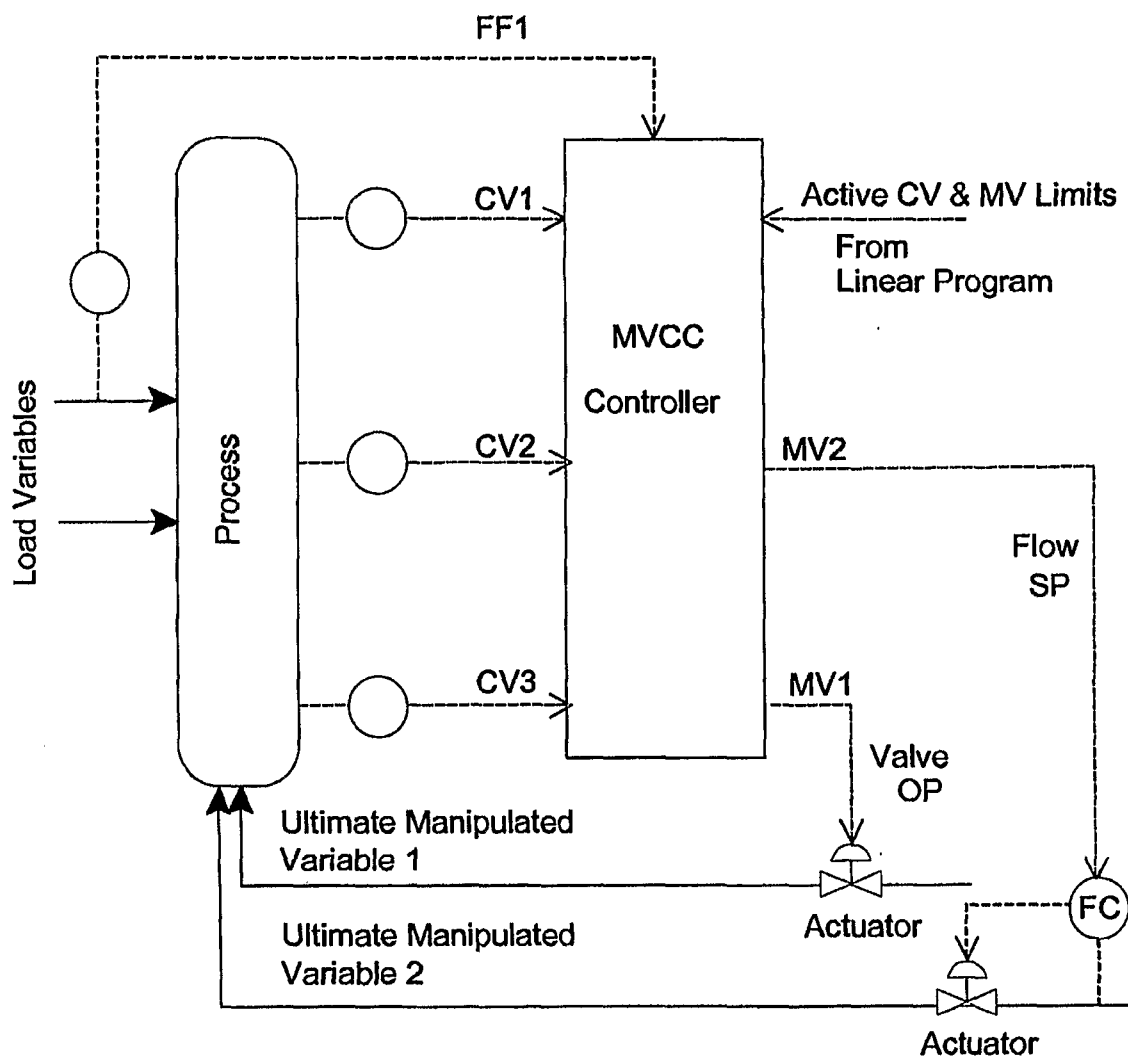 FF1
CV1
Active CV & MV Limits
From
Linear Program
MVCC
Controller
Load Variables
Process
CV2
MV2
Flow
SP
CV3
MV1
Valve
OP
Ultimate Manipulated
Variable 1
FC
Actuator
Ultimate Manipulated
Variable 2
Actuator